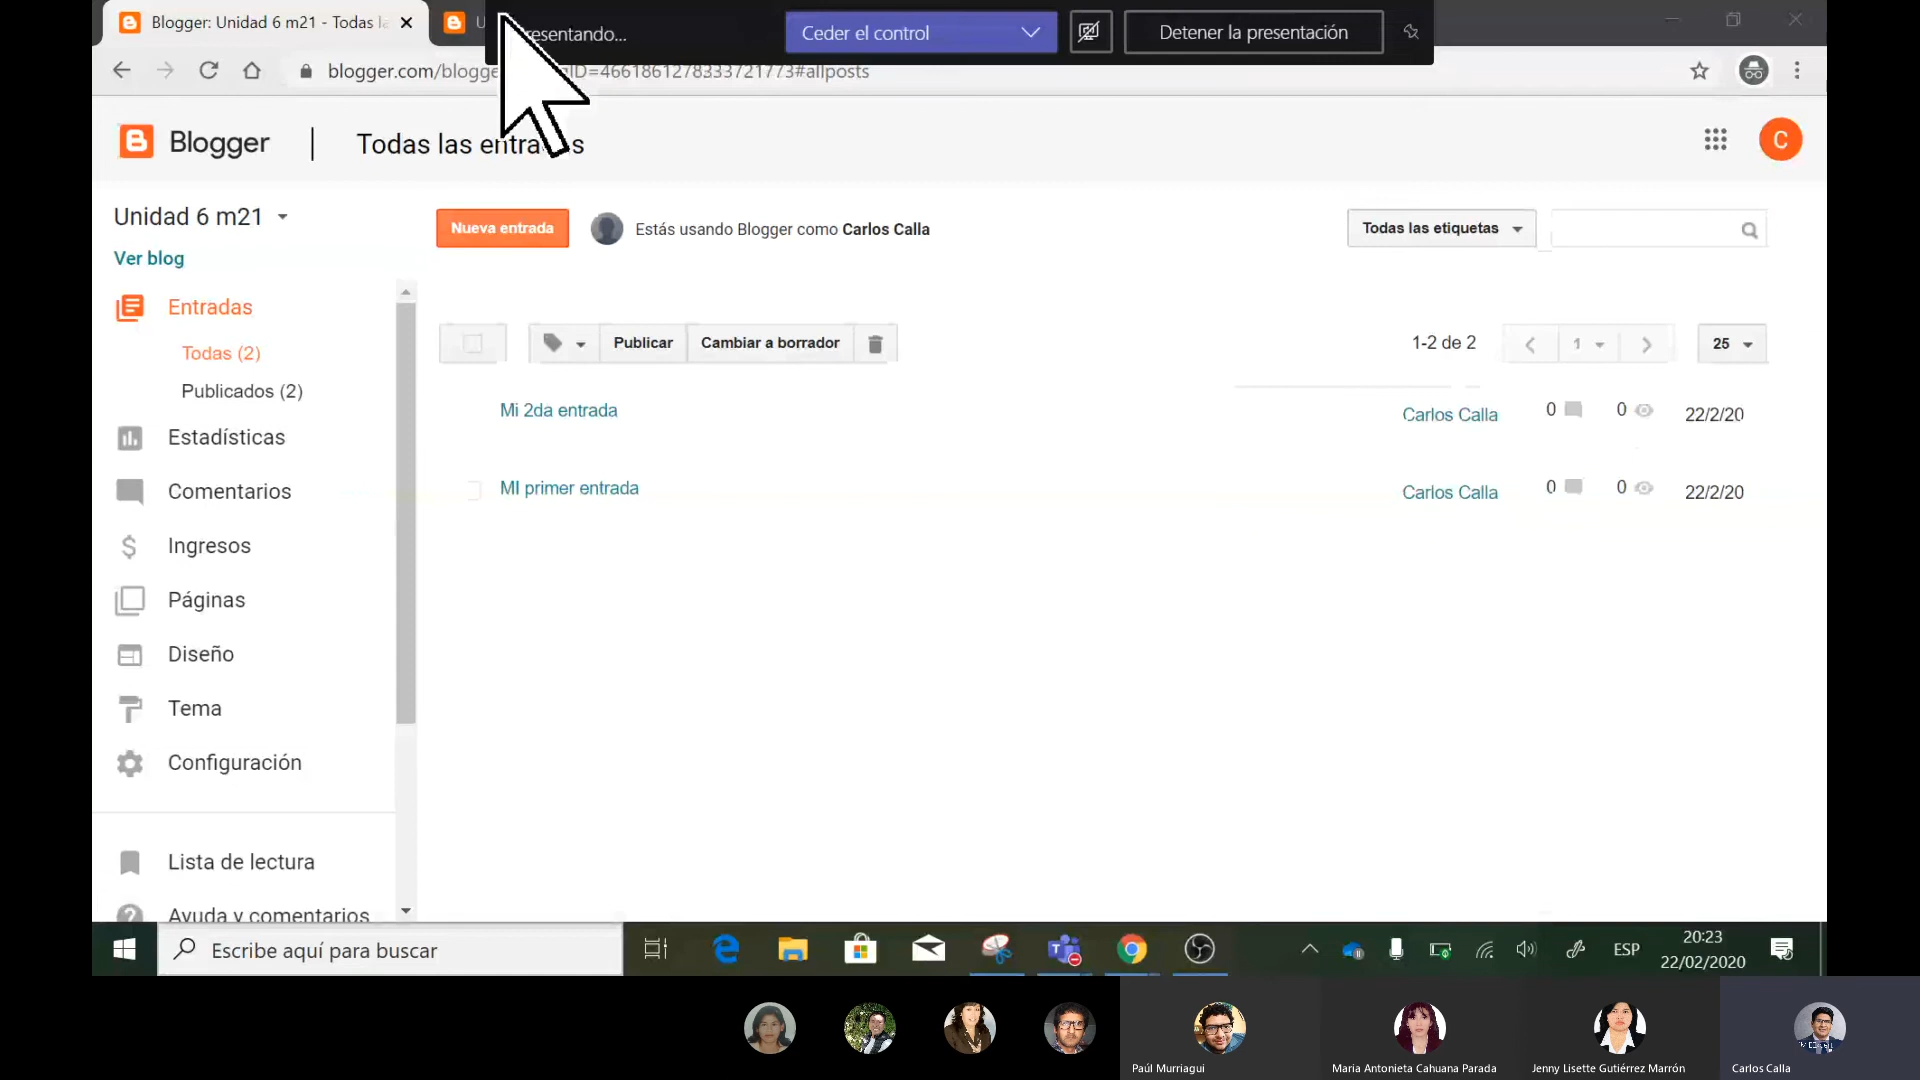 Blogger: Unidad 6 m21 - Todas la
resentando...
Ceder el control
Detener la presentación
blogger.com/blogge
ID=4661861278333721773#allposts
Blogger
Todas las entra s
C
Unidad 6 m21
Nueva entrada
Estás usando Blogger como Carlos Calla
Todas las etiquetas
Ver blog
Entradas
Todas (2)
Publicados (2)
Estadísticas
Comentarios
Ingresos
Páginas
Diseño
Tema
Configuración
Lista de lectura
Ayuda y comentarios
Publicar
Cambiar a borrador
1-2 de 2
1
25
Mi 2da entrada
Carlos Calla
0
0
22/2/20
MI primer entrada
Carlos Calla
0
0
22/2/20
Escribe aquí para buscar
ESP
20:23
22/02/2020
Paúl Murriagui
Maria Antonieta Cahuana Parada
Jenny Lisette Gutiérrez Marrón
Carlos Calla